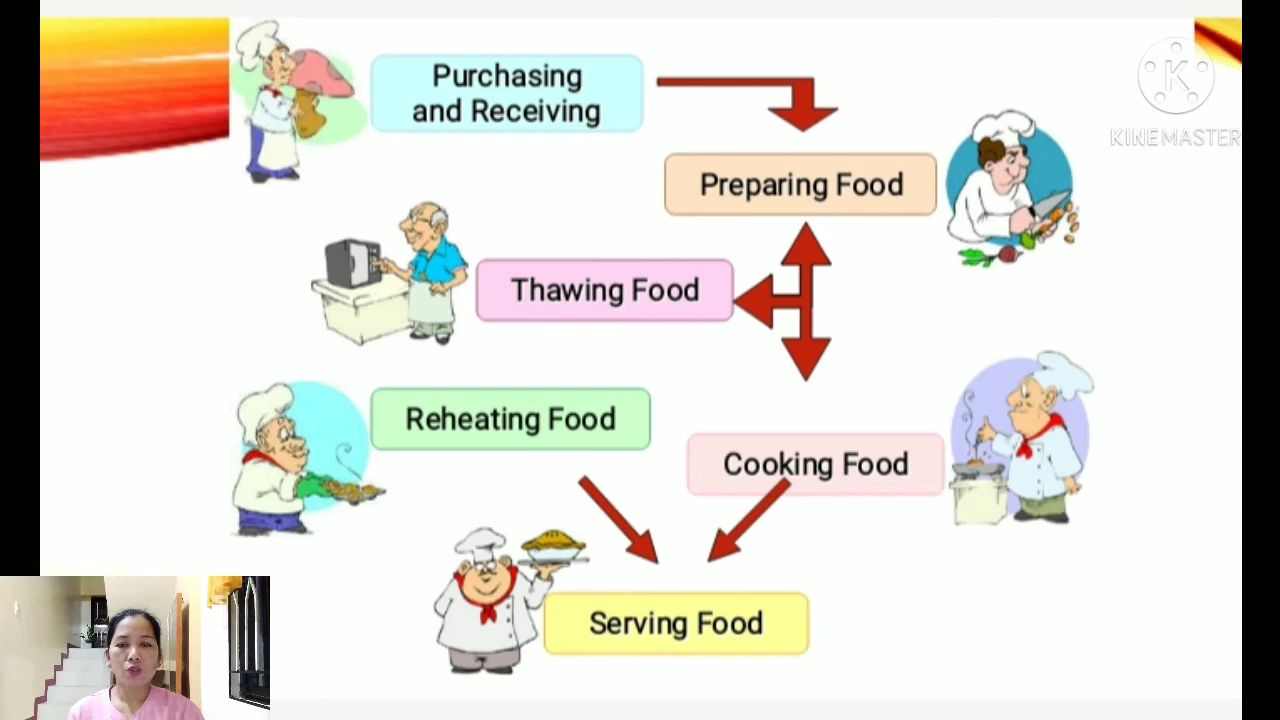 Purchasing
and Receiving
K
KINEMASTER
Preparing Food
Thawing Food
Reheating Food
Cooking Food
Serving Food